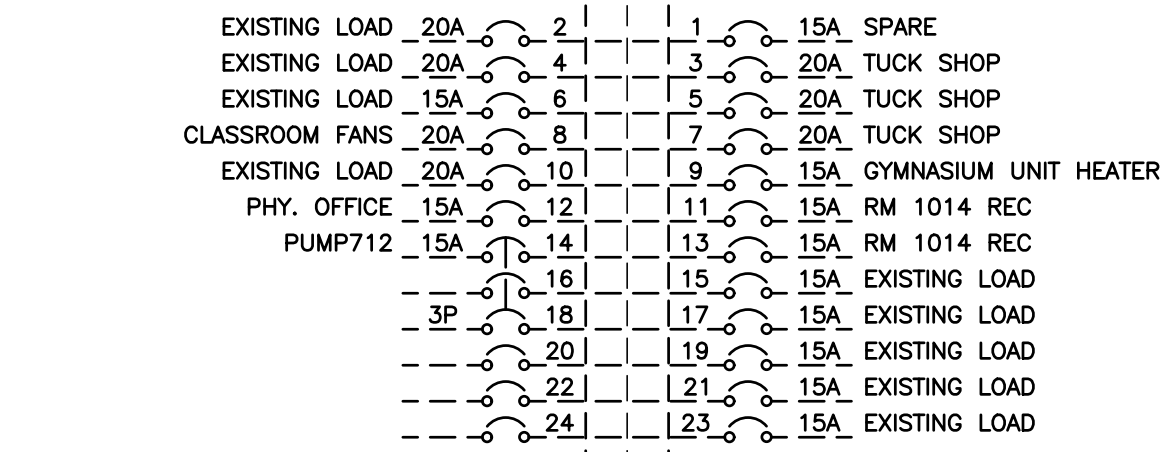 EXISTING LOAD 20A 2 1 15A SPARE
EXISTING LOAD 20A 4 3 20A TUCK SHOP
EXISTING LOAD 15A 6 5 20A TUCK SHOP
CLASSROOM FANS 20A 8 7 20A TUCK SHOP
EXISTING LOAD 20A 10 9 15A GYMNASIUM UNIT HEATER
PHY. OFFICE 15A 12 11 15A RM 1014 REC
PUMP712 15A 14 13 15A RM 1014 REC
16 15 15A EXISTING LOAD
3P 18 17 15A EXISTING LOAD
20 19 15A EXISTING LOAD
22 21 15A EXISTING LOAD
24 23 15A EXISTING LOAD